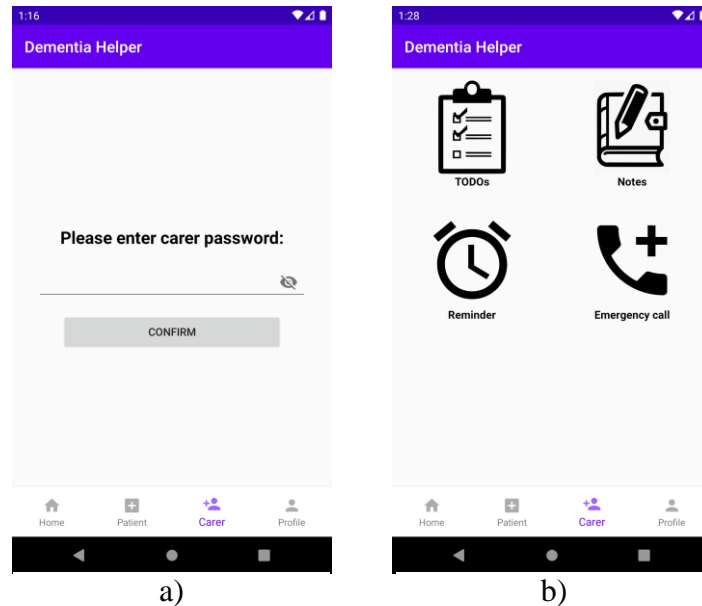 1:16
Dementia Helper
Please enter carer password:
CONFIRM
Home Patient Carer Profile
a)
1:28
Dementia Helper
TODOs Notes
Reminder Emergency call
Home Patient Carer Profile
b)